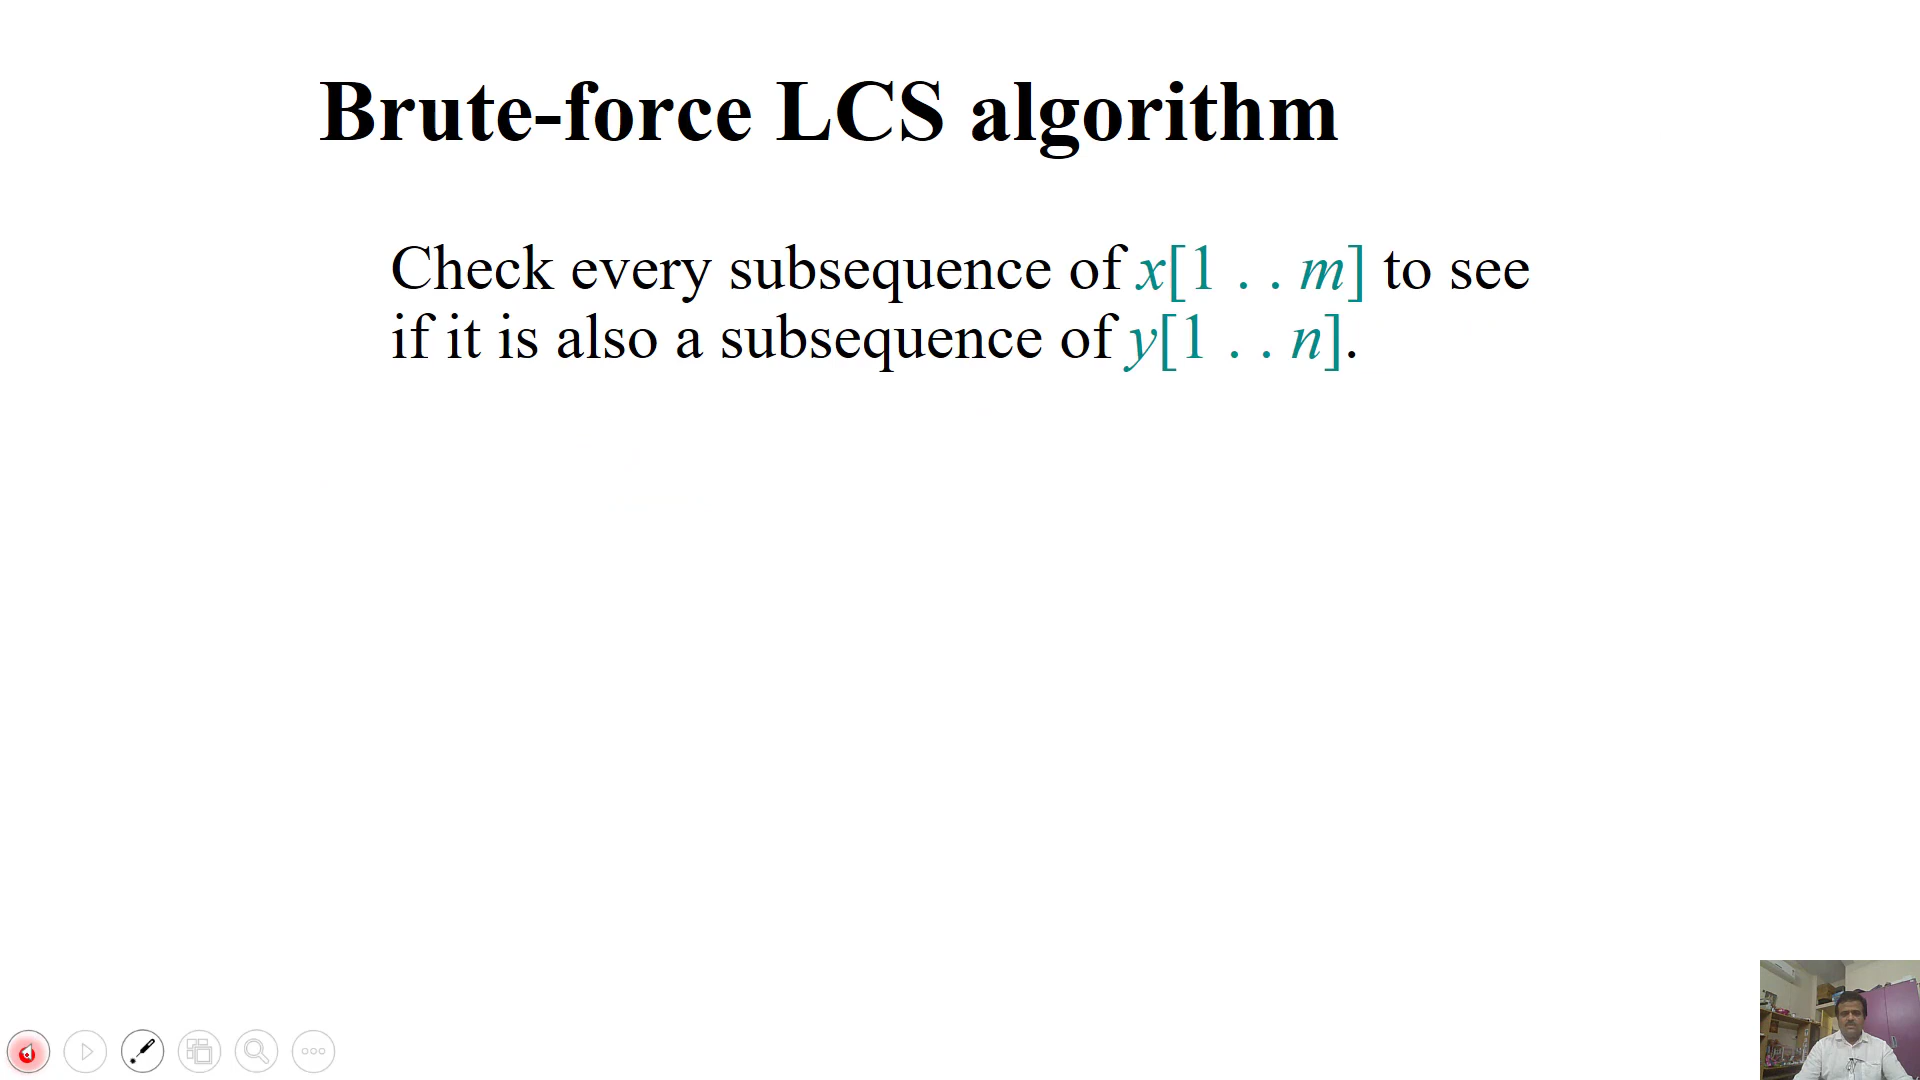 Brute-force LCS algorithm
Check every subsequence of x[1 . . m] to see
if it is also a subsequence of y[1 . . n].